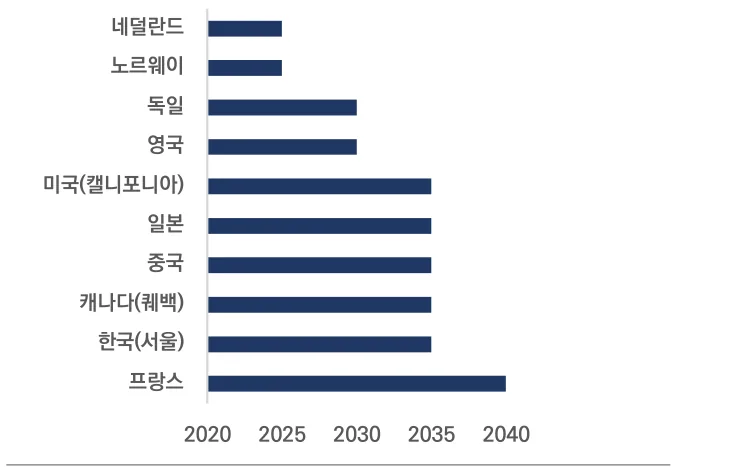 네덜란드
노르웨이
독일
영국
미국(캘니포니아)
일본
중국
캐나다(퀘백)
한국(서울)
프랑스
2020 2025 2030 2035 2040